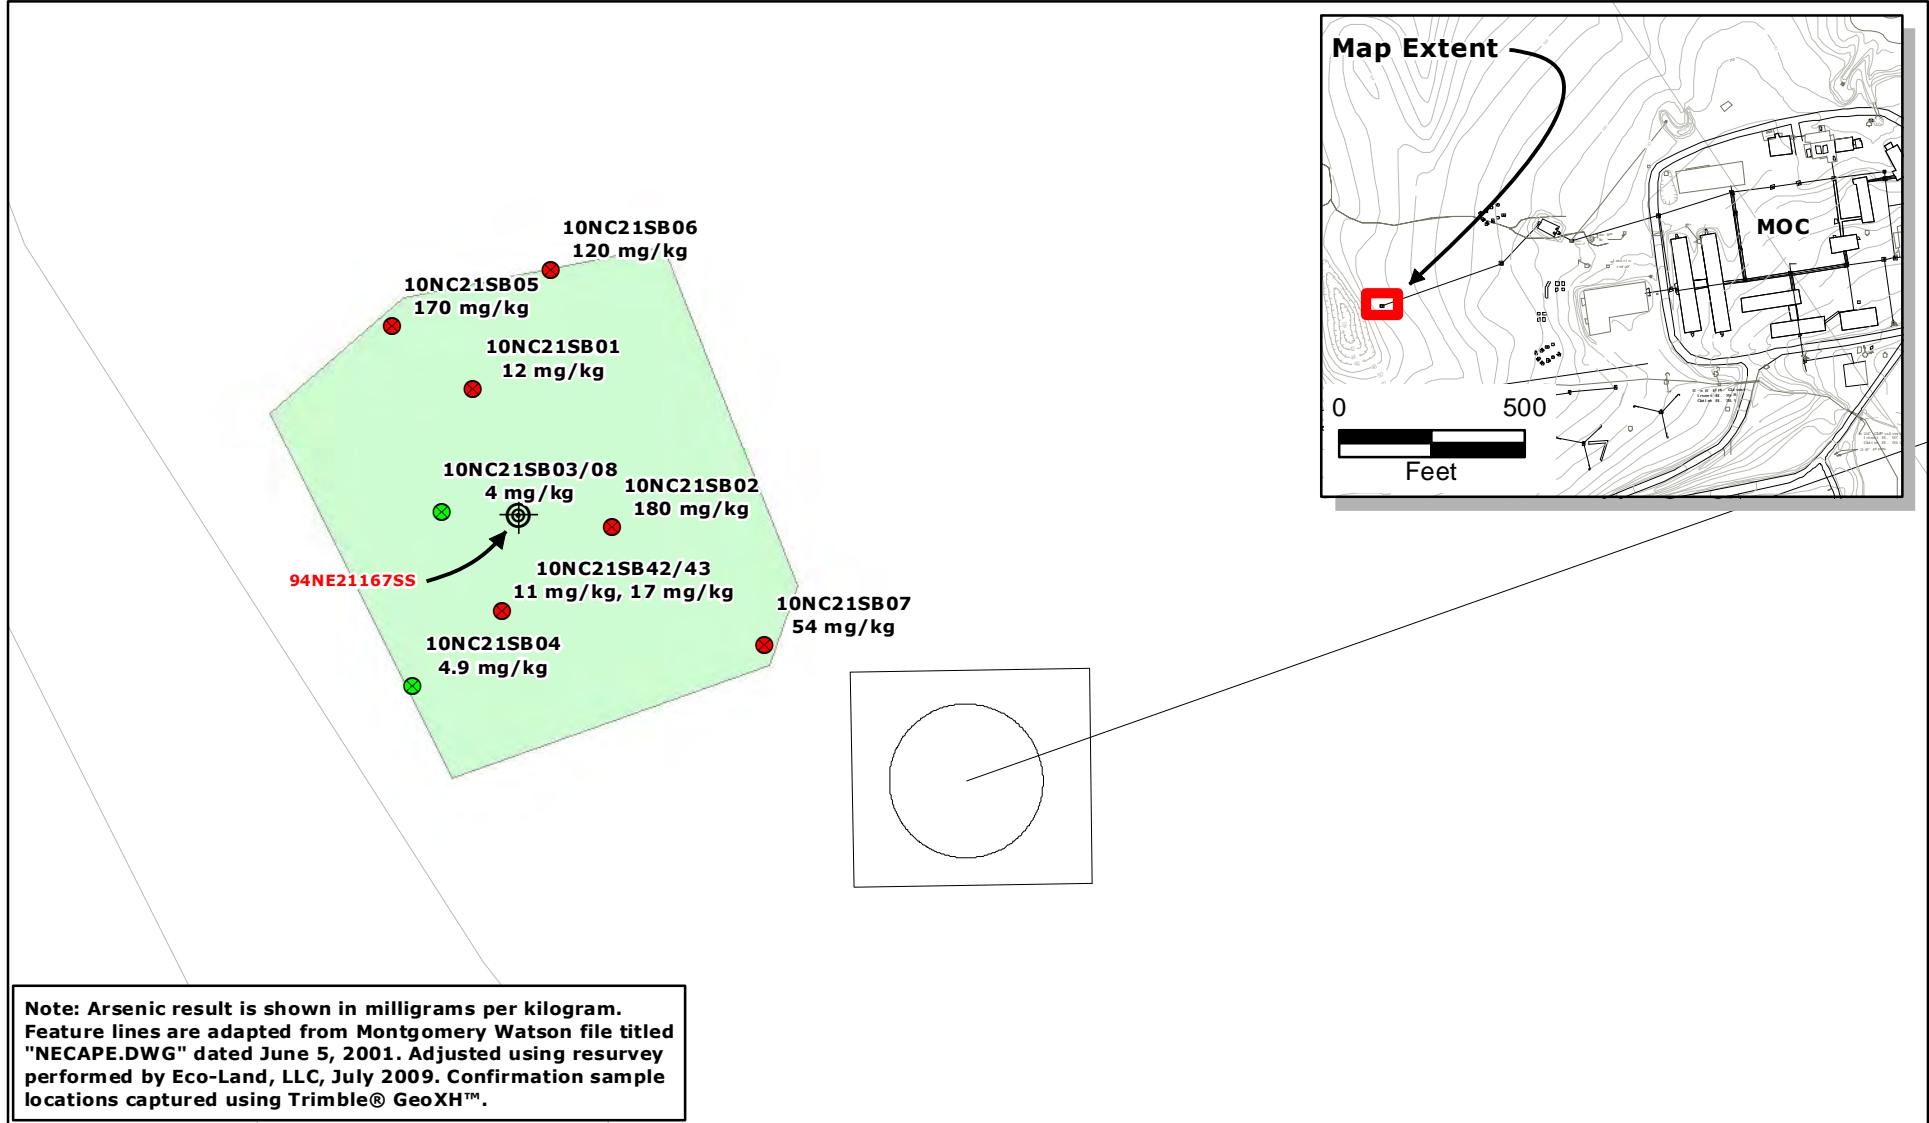 Map Extent
MOC
0 500
Feet
10NC21SB06
120 mg/kg
10NC21SB05
170 mg/kg
10NC21SB01
12 mg/kg
10NC21SB03/08
4 mg/kg
10NC21SB02
180 mg/kg
94NE21167SS
10NC21SB42/43
11 mg/kg, 17 mg/kg
10NC21SB07
54 mg/kg
10NC21SB04
4.9 mg/kg
Note: Arsenic result is shown in milligrams per kilogram.
Feature lines are adapted from Montgomery Watson file titled
"NECAPE.DWG" dated June 5, 2001. Adjusted using resurvey
performed by Eco-Land, LLC, July 2009. Confirmation sample
locations captured using Trimble® GeoXH™.